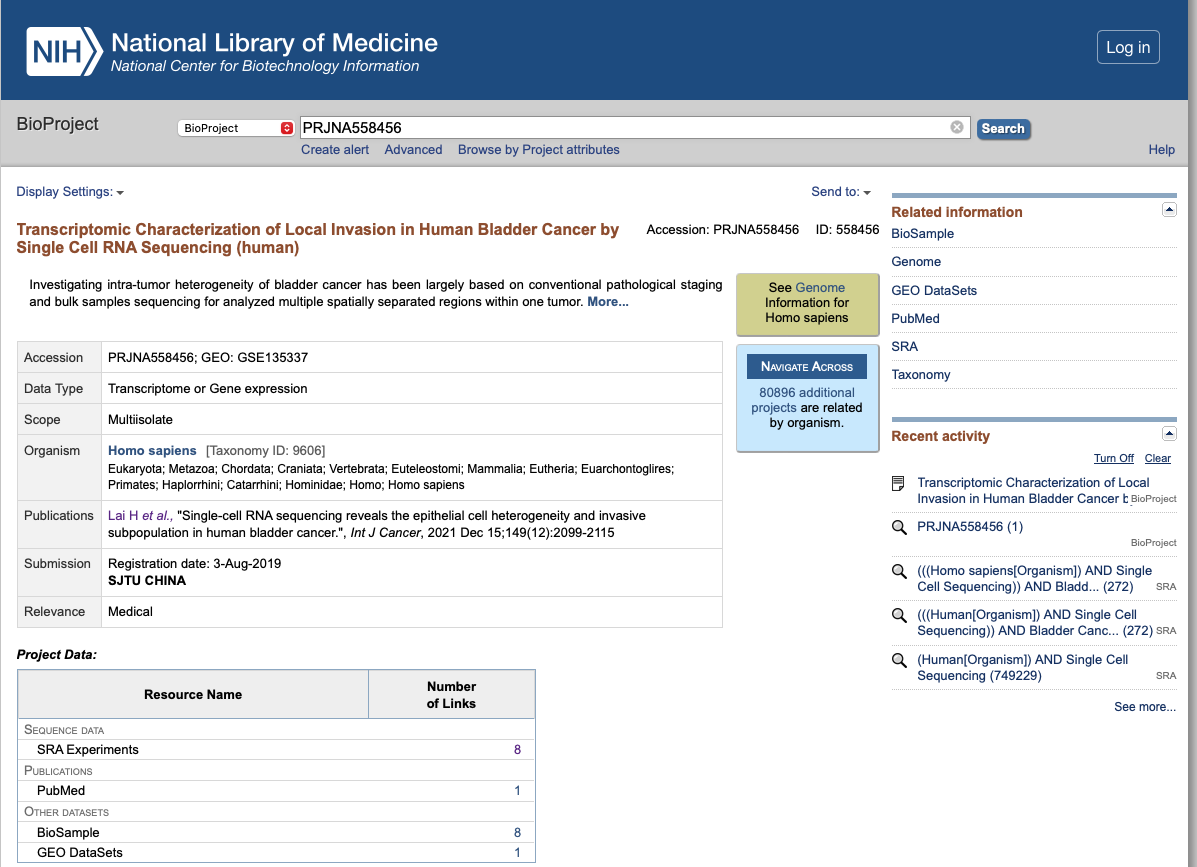 NIH National Library of Medicine
National Center for Biotechnology Information
Log in
BioProject
BioProject
PRJNA558456
Search
Create alert Advanced Browse by Project attributes
Help
Display Settings:
Send to:
Transcriptomic Characterization of Local Invasion in Human Bladder Cancer by
Single Cell RNA Sequencing (human)
Accession: PRJNA558456 ID: 558456
Investigating intra-tumor heterogeneity of bladder cancer has been largely based on conventional pathological staging
and bulk samples sequencing for analyzed multiple spatially separated regions within one tumor. More...
See Genome
Information for
Homo sapiens
Navigate Across
80896 additional
projects are related
by organism.
Accession PRJNA558456; GEO: GSE135337
Data Type Transcriptome or Gene expression
Scope Multiisolate
Organism Homo sapiens [Taxonomy ID: 9606]
Eukaryota; Metazoa; Chordata; Craniata; Vertebrata; Euteleostomi; Mammalia; Eutheria; Euarchontoglires;
Primates; Haplorrhini; Catarrhini; Hominidae; Homo; Homo sapiens
Publications Lai H et al., "Single-cell RNA sequencing reveals the epithelial cell heterogeneity and invasive
subpopulation in human bladder cancer.", Int J Cancer, 2021 Dec 15;149(12):2099-2115
Submission Registration date: 3-Aug-2019
SJTU CHINA
Relevance Medical
Project Data:
Resource Name Number
of Links
Sequence data
SRA Experiments 8
Publications
PubMed 1
Other datasets
BioSample 8
GEO DataSets 1
Related information
BioSample
Genome
GEO DataSets
PubMed
SRA
Taxonomy
Recent activity
Turn Off Clear
Transcriptomic Characterization of Local
Invasion in Human Bladder Cancer b BioProject
PRJNA558456 (1)
BioProject
(((Homo sapiens[Organism]) AND Single
Cell Sequencing)) AND Bladd... (272) SRA
(((Human[Organism]) AND Single Cell
Sequencing)) AND Bladder Canc... (272) SRA
(Human[Organism]) AND Single Cell
Sequencing (749229) SRA
See more...